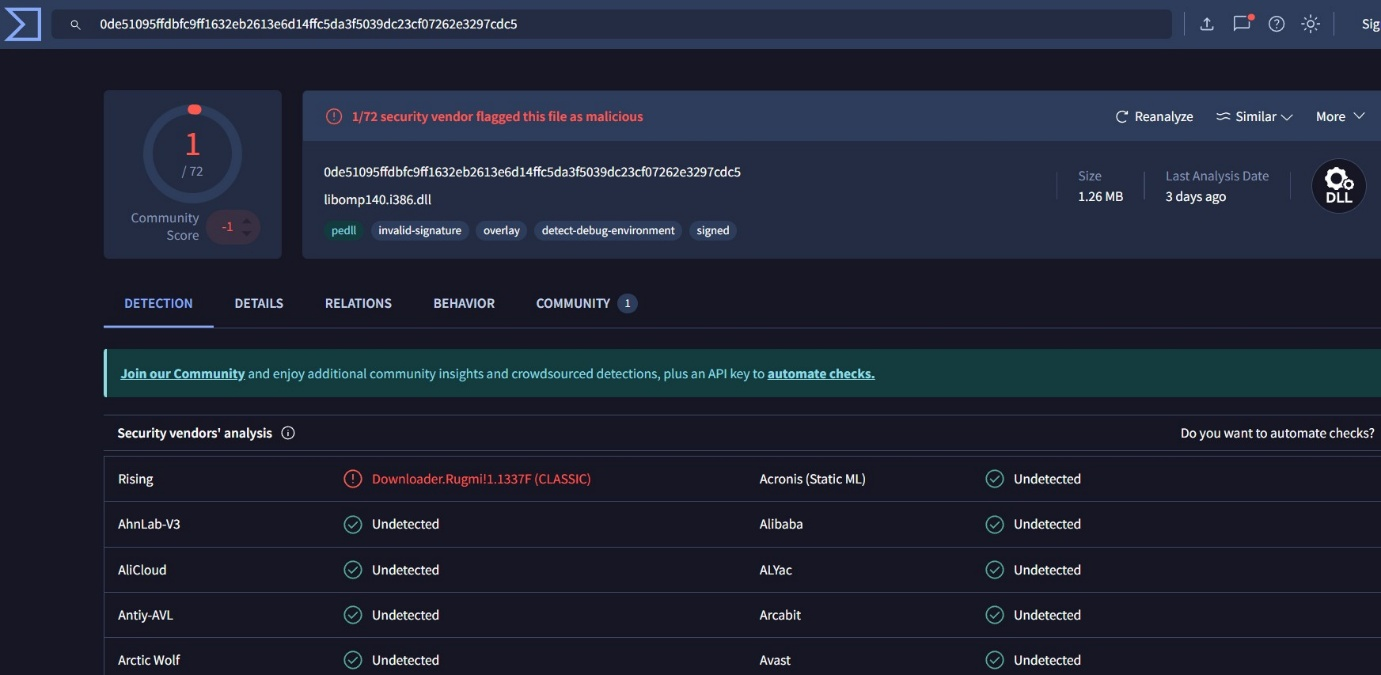 0de51095ffdbfc9ff1632eb2613e6d14ffc5da3f5039dc23cf07262e3297cdc5
Sig
1
/ 72
Community Score
-1
1/72 security vendor flagged this file as malicious
Reanalyze
Similar
More
0de51095ffdbfc9ff1632eb2613e6d14ffc5da3f5039dc23cf07262e3297cdc5
libomp140.i386.dll
pedll
invalid-signature
overlay
detect-debug-environment
signed
Size
1.26 MB
Last Analysis Date
3 days ago
DLL
DETECTION
DETAILS
RELATIONS
BEHAVIOR
COMMUNITY 1
Join our Community and enjoy additional community insights and crowdsourced detections, plus an API key to automate checks.
Security vendors' analysis
Do you want to automate checks?
Rising
Downloader.Rugmi!1.1337F (CLASSIC)
Acronis (Static ML)
Undetected
AhnLab-V3
Undetected
Alibaba
Undetected
AliCloud
Undetected
ALYac
Undetected
Antiy-AVL
Undetected
Arcabit
Undetected
Arctic Wolf
Undetected
Avast
Undetected